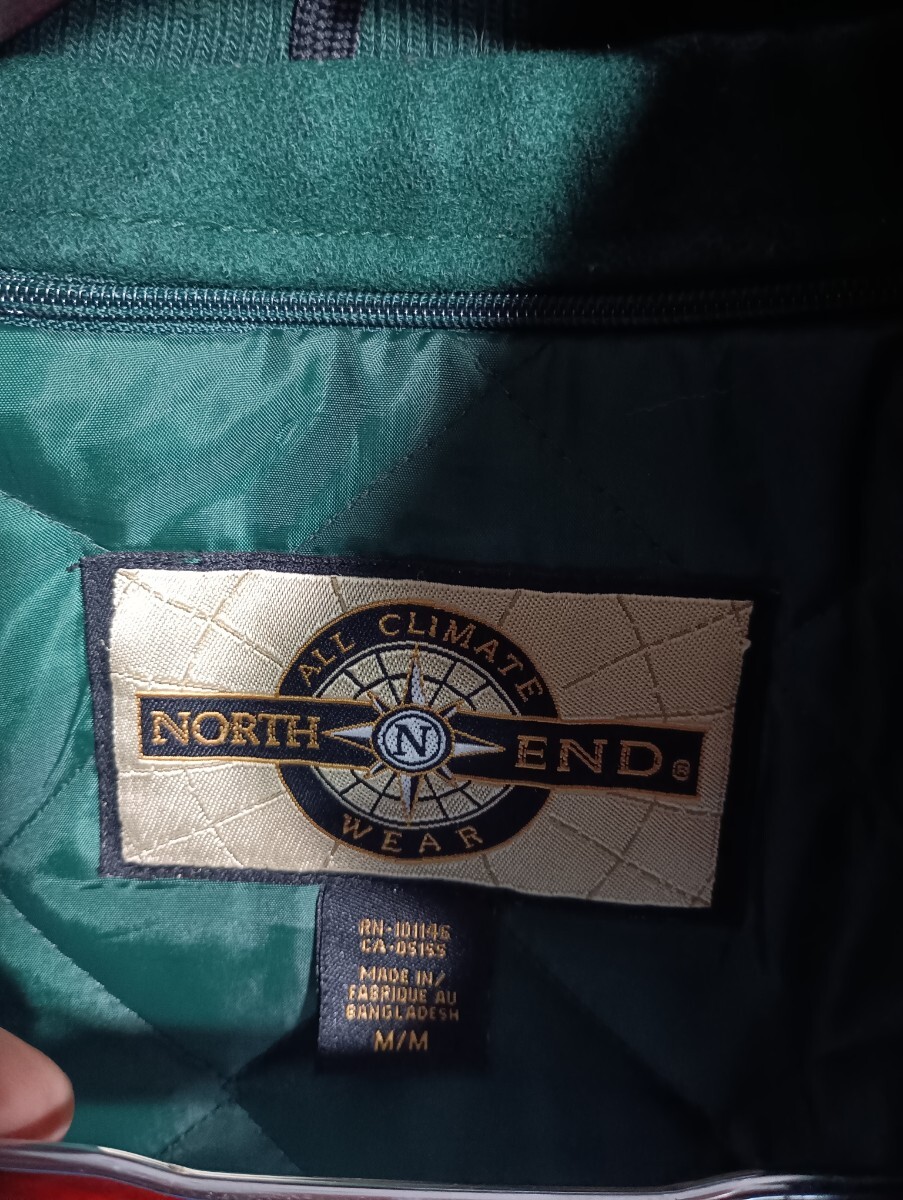 ALL CLIMATE
NORTH N END®
WEAR
RN-101146
CA-05155
MADE IN/
FABRIQUE AU
BANGLADESH
M/M